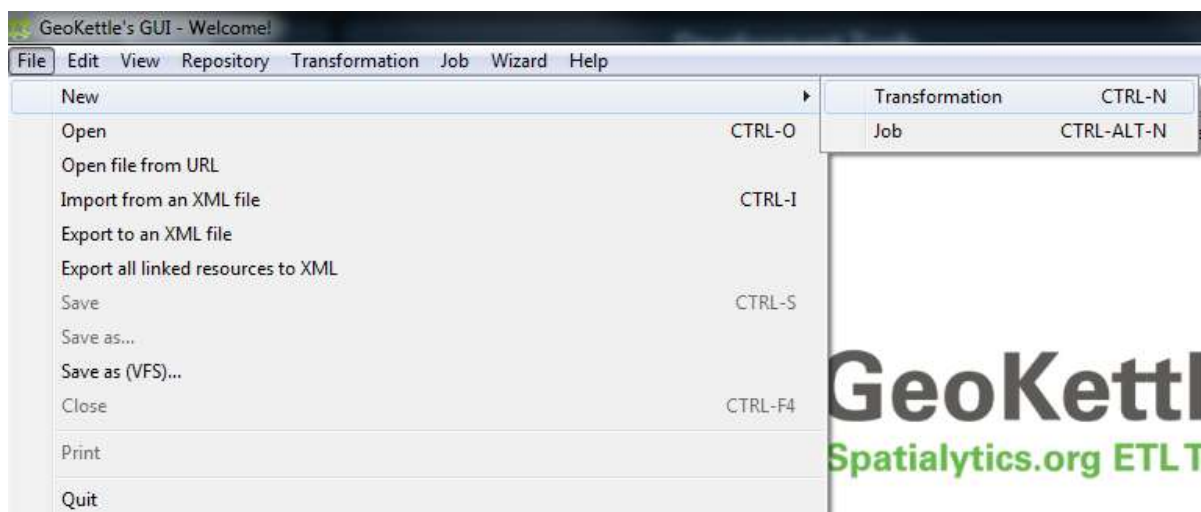 GeoKettle's GUI - Welcome!
File Edit View Repository Transformation Job Wizard Help
New
Transformation CTRL-N
Open CTRL-O
Job CTRL-ALT-N
Open file from URL
Import from an XML file CTRL-I
Export to an XML file
Export all linked resources to XML
Save CTRL-S
Save as...
Save as (VFS)...
Close CTRL-F4
Print
Quit
GeoKettl
Spatialytics.org ETL T